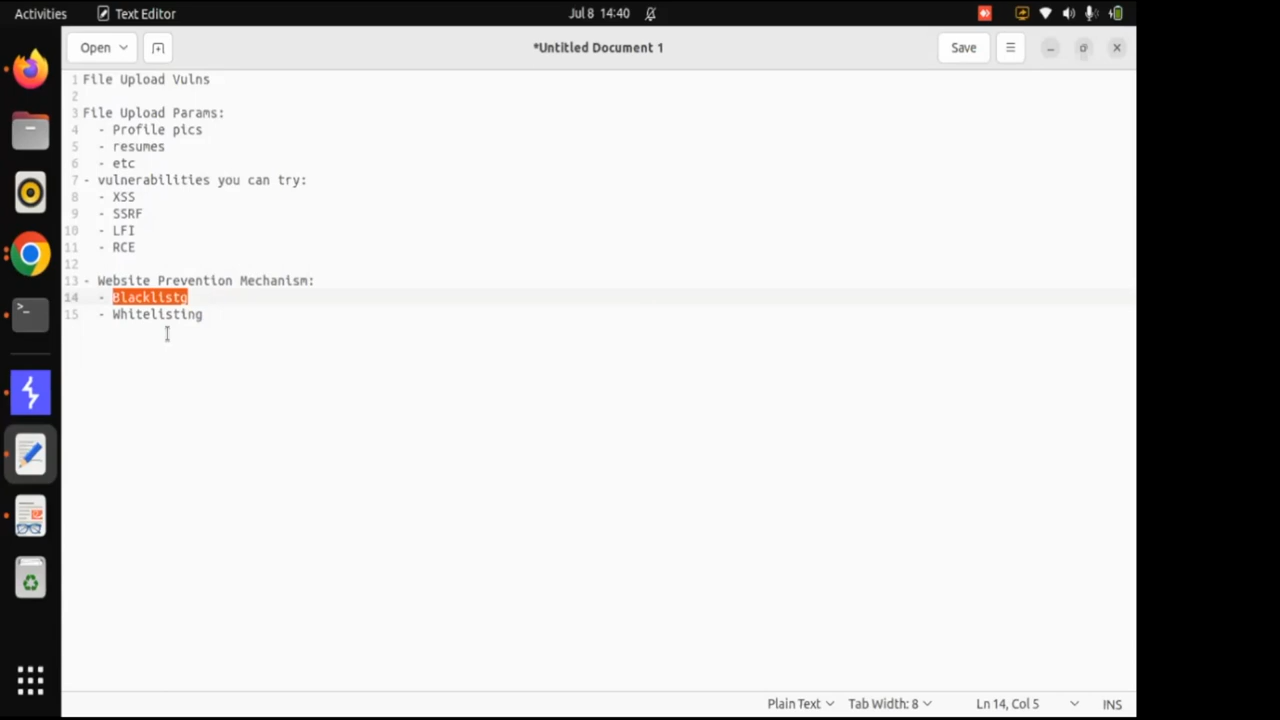 Activities
Text Editor
Jul 8 14:40
Open
*Untitled Document 1
Save
1 File Upload Vulns
2
3 File Upload Params:
4 - Profile pics
5 - resumes
6 - etc
7 - vulnerabilities you can try:
8 - XSS
9 - SSRF
10 - LFI
11 - RCE
12
13 - Website Prevention Mechanism:
14 - Blacklistg
15 - Whitelisting
Plain Text
Tab Width: 8
Ln 14, Col 5
INS